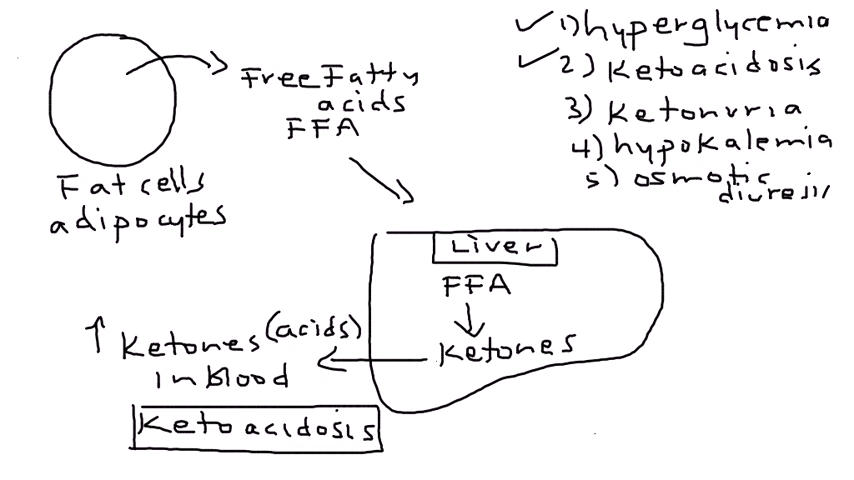 1) hyperglycemia
2) Ketoacidosis
3) Ketonuria
4) hypokalemia
5) osmotic
diuresis
Free Fatty
acids
FFA
Fat cells
adipocytes
Liver
FFA
Ketones
↑ Ketones (acids)
in blood
Ketoacidosis